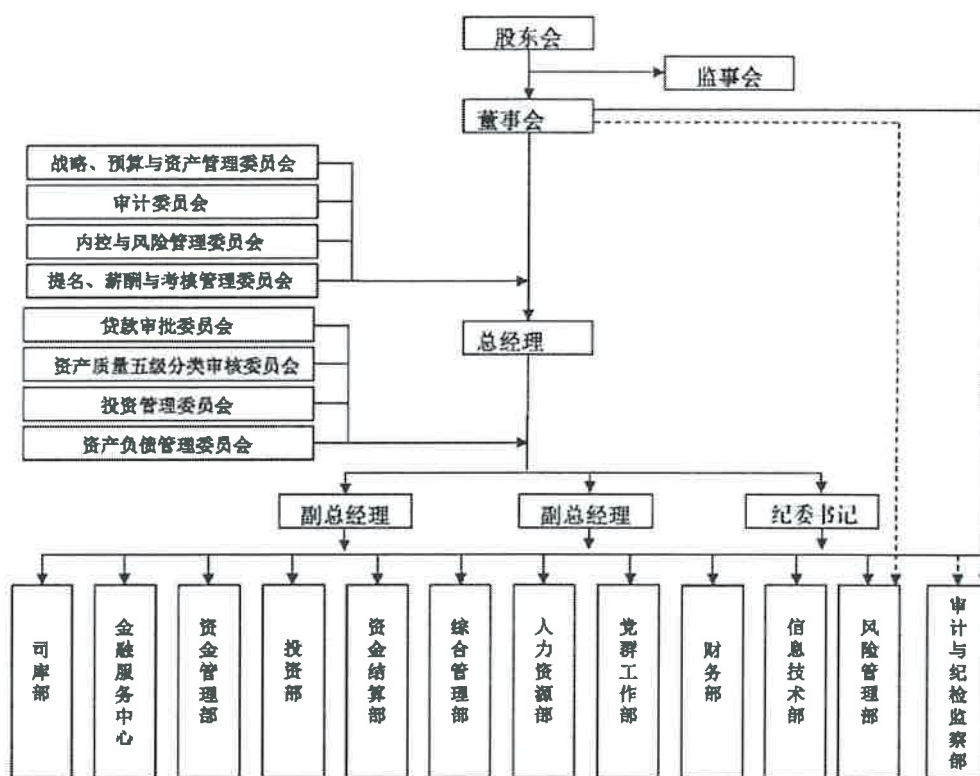 股东会
监事会
董事会
战略、预算与资产管理委员会
审计委员会
内控与风险管理委员会
提名、薪酬与考核管理委员会
贷款审批委员会
总经理
资产质量五级分类审核委员会
投资管理委员会
资产负债管理委员会
副总经理
副总经理
纪委书记
司库部
金融服务中心
资金管理部
投资部
资金结算部
综合管理部
人力资源部
党群工作部
财务部
信息技术部
风险管理部
审计与纪检监察部